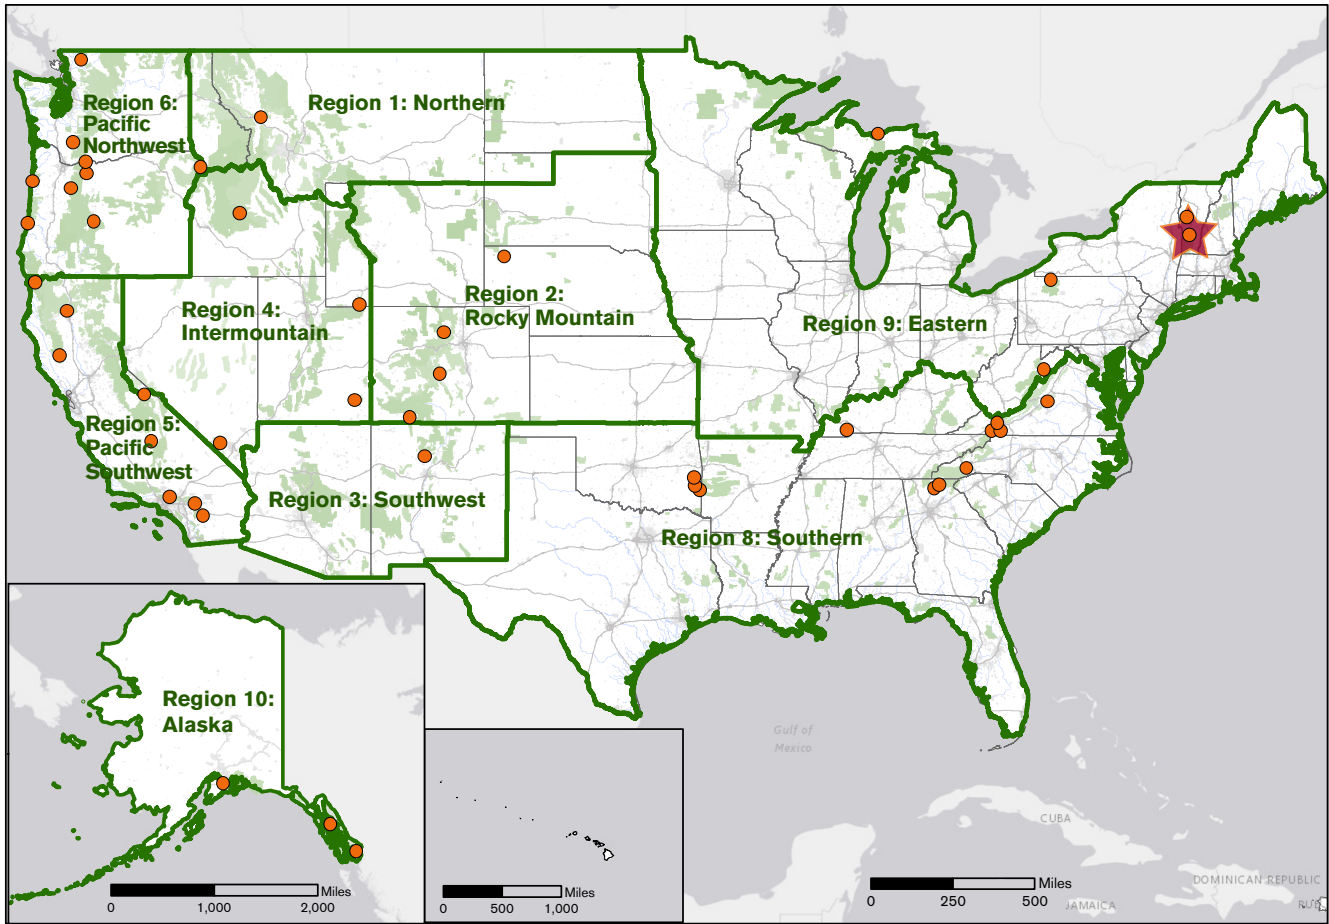 Region 6:
Pacific
Northwest
Region 1: Northern
Region 4:
Intermountain
Region 2:
Rocky Mountain
Region 9: Eastern
Region 5:
Pacific
Southwest
Region 3: Southwest
Region 8: Southern
Region 10:
Alaska
Gulf of
Mexico
CUBA
DOMINICAN REPUBLIC
JAMAICA
Miles
0 1,000 2,000
Miles
0 500 1,000
Miles
0 250 500